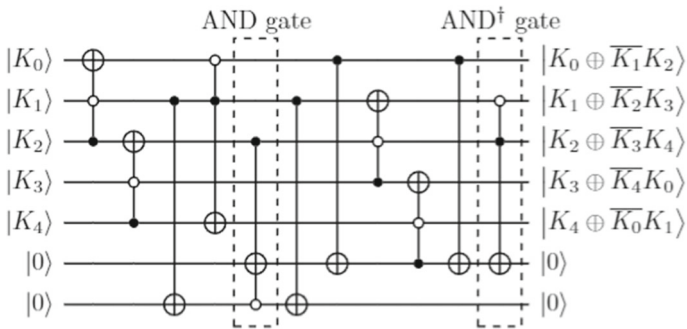 AND gate AND† gate
|K₀⟩ |K₀ ⊕ K̅₁K₂⟩
|K₁⟩ |K₁ ⊕ K̅₂K₃⟩
|K₂⟩ |K₂ ⊕ K̅₃K₄⟩
|K₃⟩ |K₃ ⊕ K̅₄K₀⟩
|K₄⟩ |K₄ ⊕ K̅₀K₁⟩
|0⟩ |0⟩
|0⟩ |0⟩